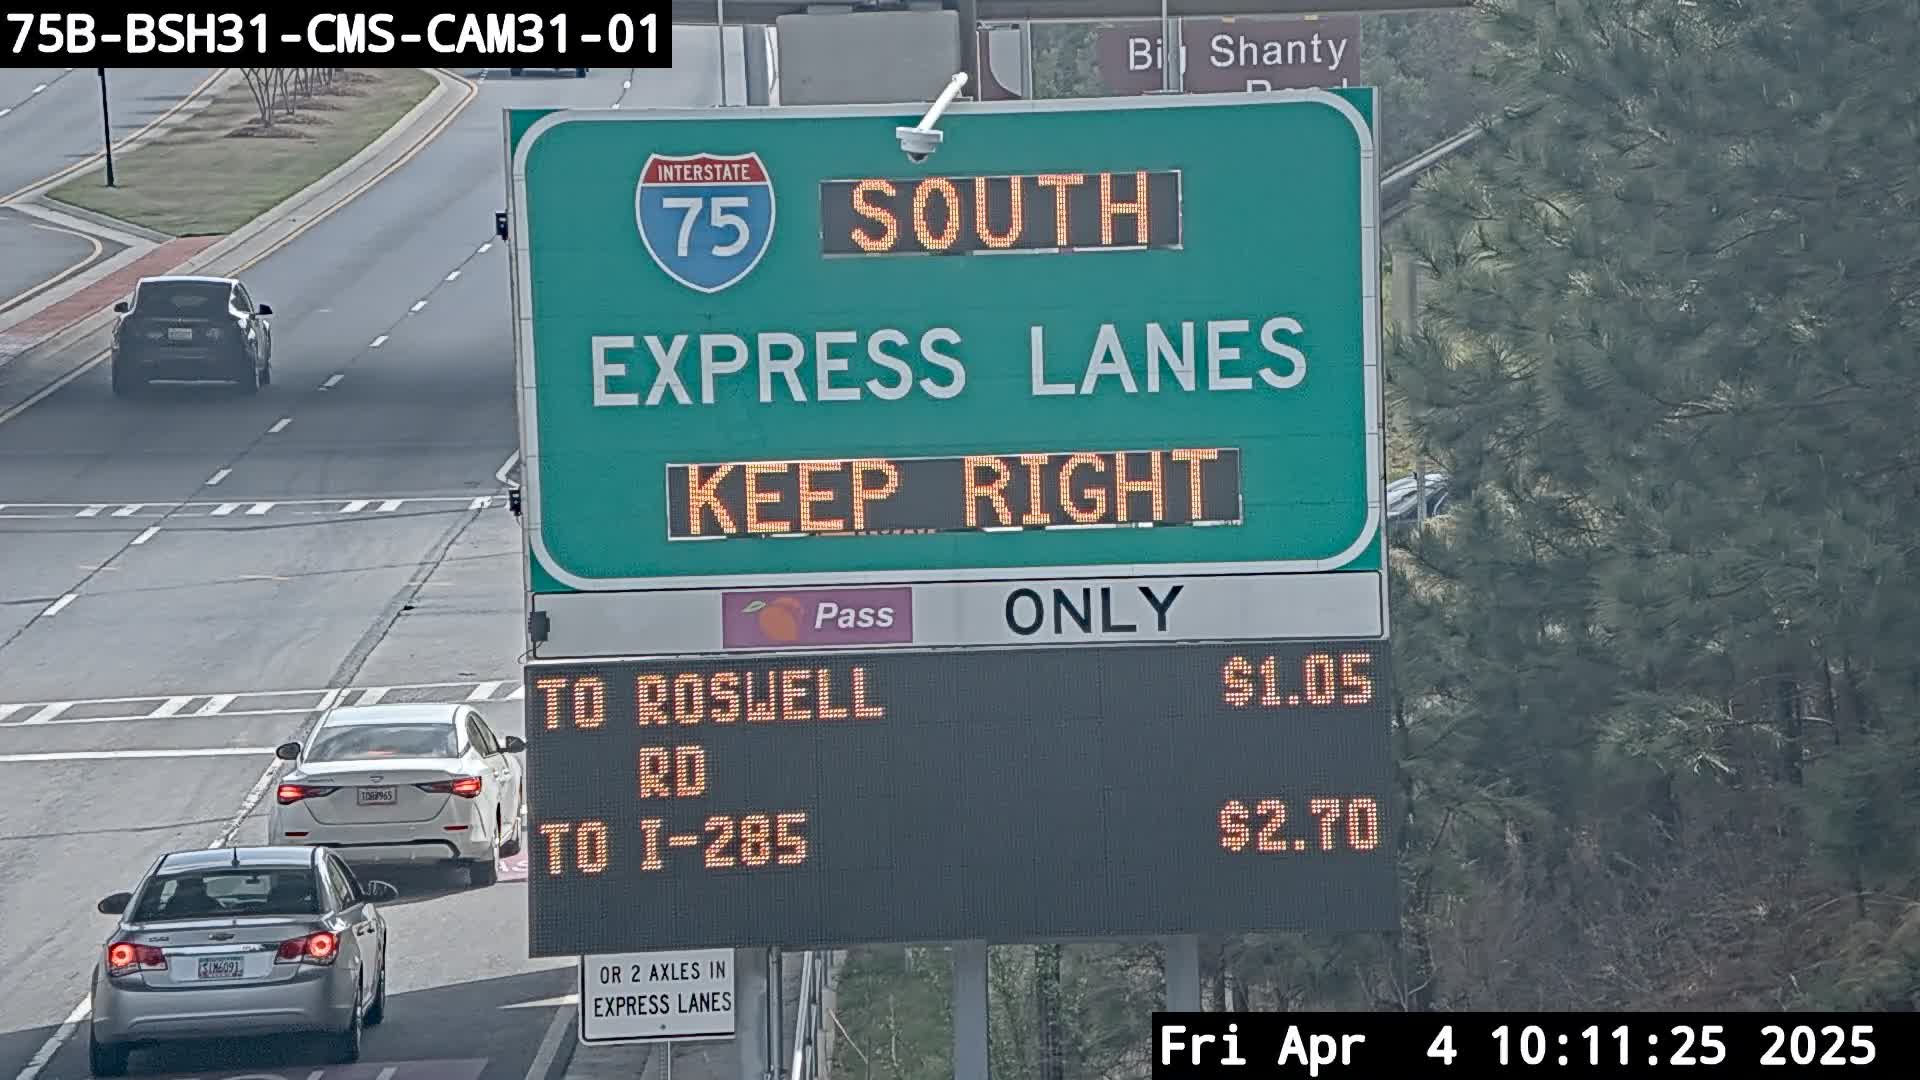 75B-BSH31-CMS-CAM31-01
Big Shanty
INTERSTATE
75
SOUTH
EXPRESS LANES
KEEP RIGHT
Pass ONLY
TO ROSWELL $1.05
RD
TO I-285 $2.70
OR 2 AXLES IN
EXPRESS LANES
Fri Apr 4 10:11:25 2025